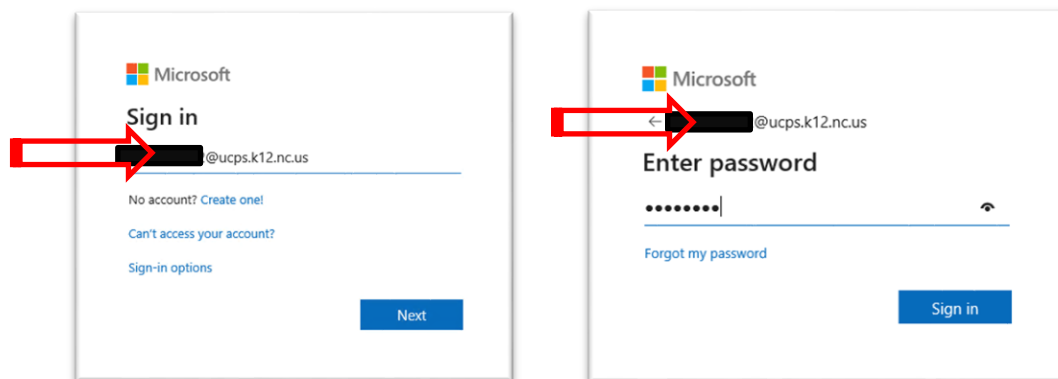 Microsoft
Sign in
2@ucps.k12.nc.us
No account? Create one!
Can't access your account?
Sign-in options
Next
Microsoft
@ucps.k12.nc.us
Enter password
••••••••
Forgot my password
Sign in